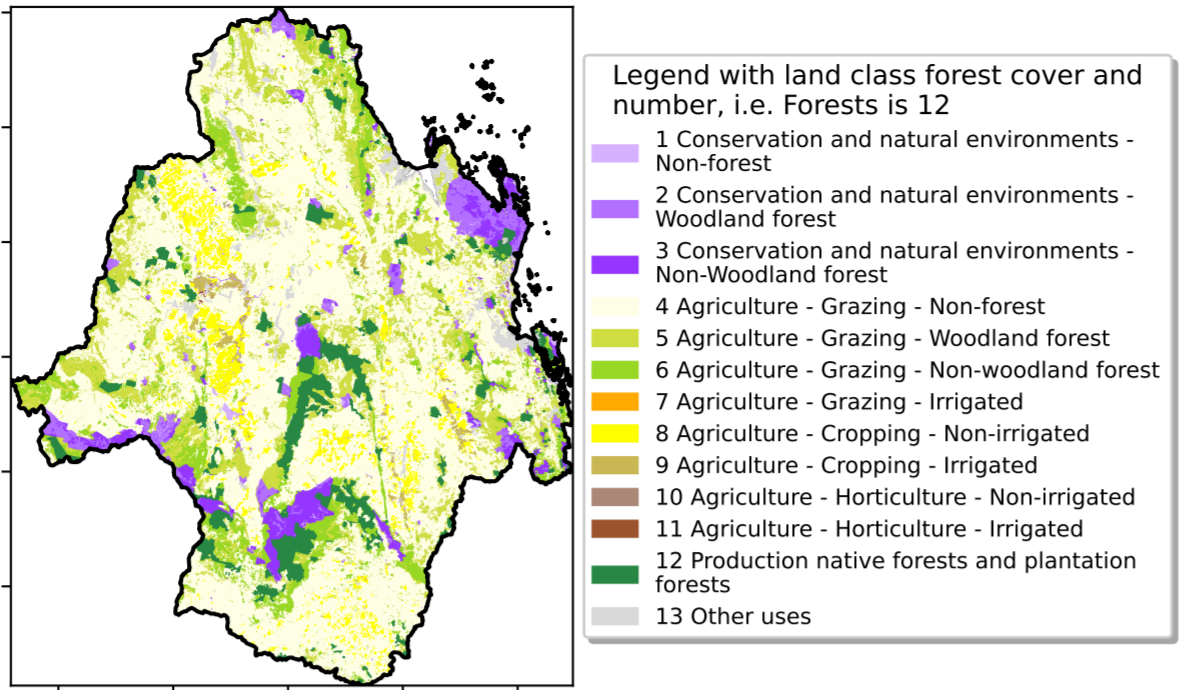 Legend with land class forest cover and
number, i.e. Forests is 12
1 Conservation and natural environments -
Non-forest
2 Conservation and natural environments -
Woodland forest
3 Conservation and natural environments -
Non-Woodland forest
4 Agriculture - Grazing - Non-forest
5 Agriculture - Grazing - Woodland forest
6 Agriculture - Grazing - Non-woodland forest
7 Agriculture - Grazing - Irrigated
8 Agriculture - Cropping - Non-irrigated
9 Agriculture - Cropping - Irrigated
10 Agriculture - Horticulture - Non-irrigated
11 Agriculture - Horticulture - Irrigated
12 Production native forests and plantation
forests
13 Other uses